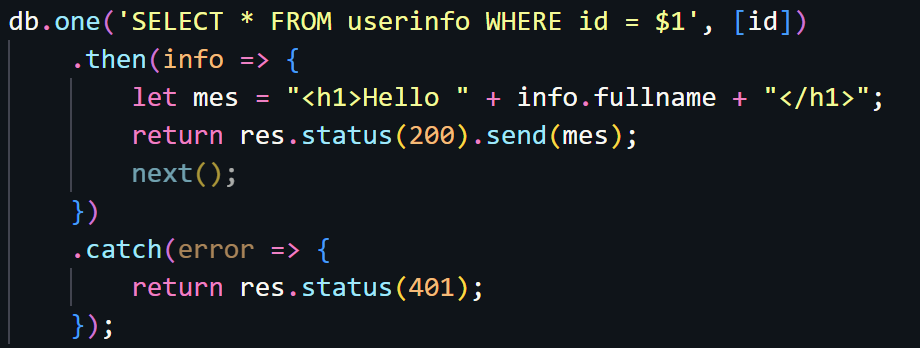 db.one('SELECT * FROM userinfo WHERE id = $1', [id])
    .then(info => {
        let mes = "<h1>Hello " + info.fullname + "</h1>";
        return res.status(200).send(mes);
        next();
    })
    .catch(error => {
        return res.status(401);
    });